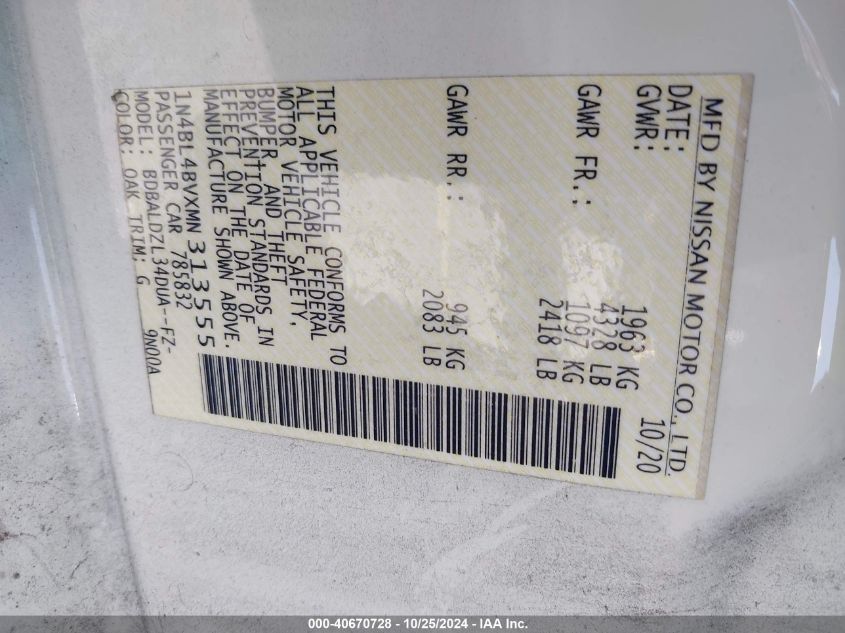 MFD BY NISSAN MOTOR CO., LTD.
DATE: 10/20
GVWR: 1963 KG
4328 LB
GAWR FR.: 1097 KG
2418 LB
GAWR RR.: 945 KG
2083 LB
THIS VEHICLE CONFORMS TO
ALL APPLICABLE FEDERAL
MOTOR VEHICLE SAFETY,
BUMPER, AND THEFT
PREVENTION STANDARDS IN
EFFECT ON THE DATE OF
MANUFACTURE SHOWN ABOVE.
1N4BL4BVXMN313555
PASSENGER CAR 785832
MODEL: BDBALDZL34DUA--FZ-
COLOR: OAK TRIM: G 9N00A
000-40670728 - 10/25/2024 - IAA Inc.